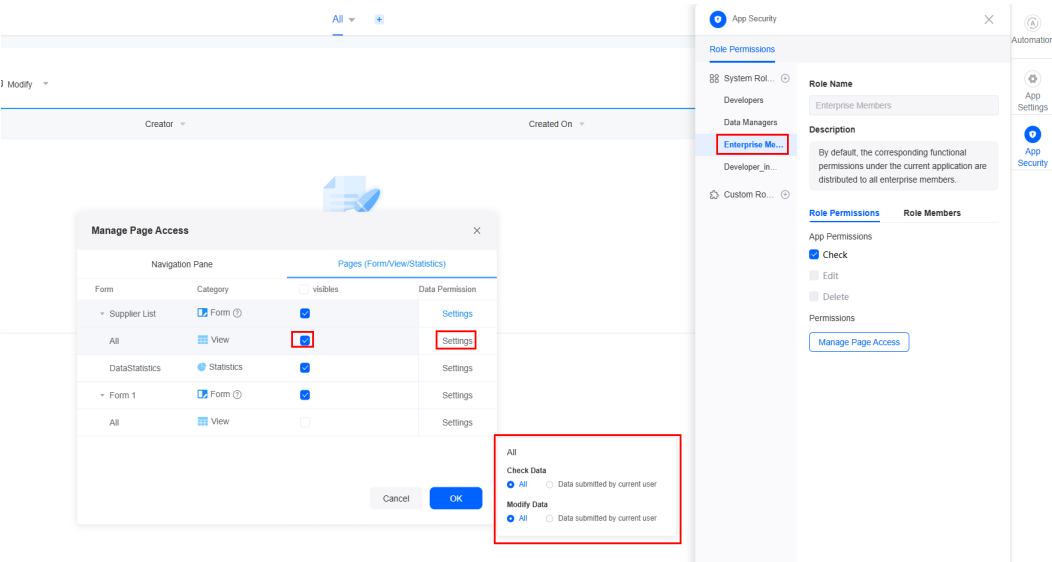 All
Modify
Creator
Created On
Manage Page Access
Navigation Pane
Pages (Form/View/Statistics)
Form
Category
visibles
Data Permission
Supplier List
Form
Settings
All
View
Settings
DataStatistics
Statistics
Settings
Form 1
Form
Settings
All
View
Settings
Cancel
OK
All
Check Data
All
Data submitted by current user
Modify Data
All
Data submitted by current user
App Security
Role Permissions
System Rol...
Developers
Data Managers
Enterprise Me...
Developer_in...
Custom Ro...
Role Name
Enterprise Members
Description
By default, the corresponding functional
permissions under the current application are
distributed to all enterprise members.
Role Permissions
Role Members
App Permissions
Check
Edit
Delete
Permissions
Manage Page Access
Automation
App
Settings
App
Security